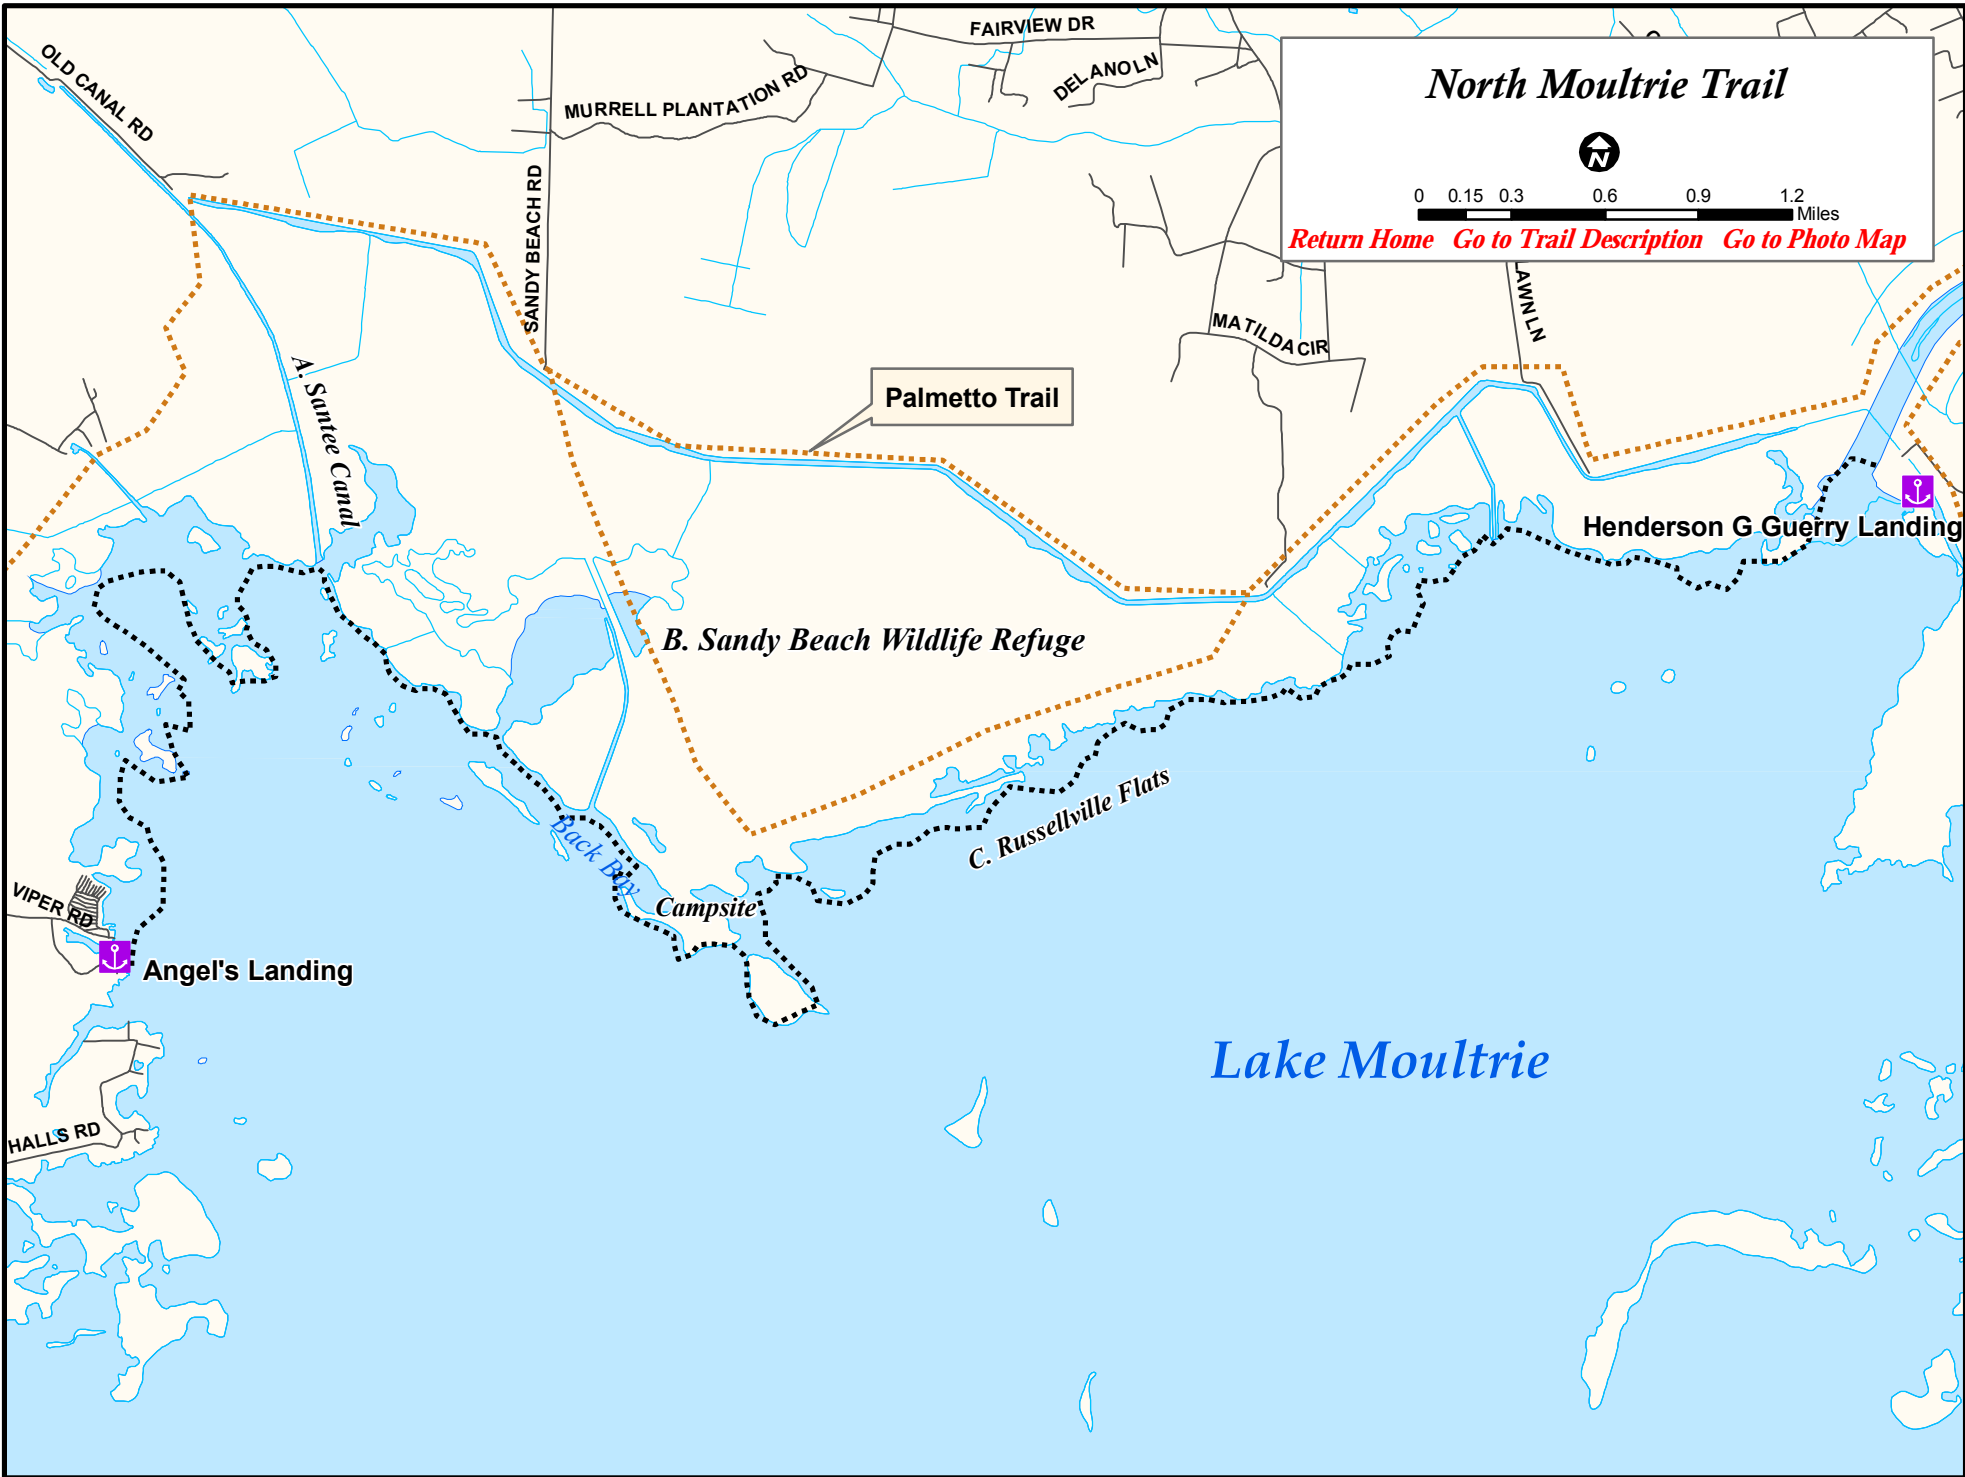 FAIRVIEW DR
OLD CANAL RD
DELANO LN
MURRELL PLANTATION RD
North Moultrie Trail
N
0 0.15 0.3 0.6 0.9 1.2
Miles
Return Home Go to Trail Description Go to Photo Map
SANDY BEACH RD
AWN LN
MATILDA CIR
A. Santee Canal
Palmetto Trail
Henderson G Guerry Landing
B. Sandy Beach Wildlife Refuge
C. Russellville Flats
Back Bay
VIPER RD
Campsite
Angel's Landing
Lake Moultrie
HALLS RD